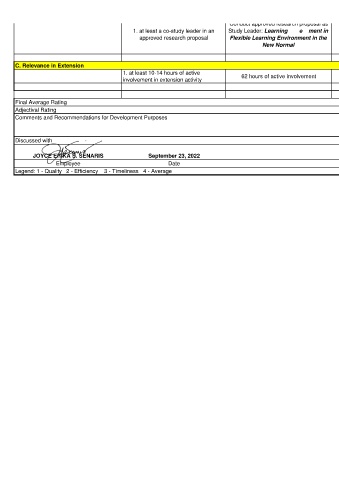 Conduct approved research proposal as
1. at least a co-study leader in an
approved research proposal
Study Leader: Learning e ment in
Flexible Learning Environment in the
New Normal
C. Relevance in Extension
1. at least 10-14 hours of active
involvement in extension activity
62 hours of active involvement
Final Average Rating
Adjectival Rating
Comments and Recommendations for Development Purposes
Discussed with
JOYCE ERIKA S. SENARIS September 23, 2022
Employee Date
Legend: 1 - Quality 2 - Efficiency 3 - Timeliness 4 - Average